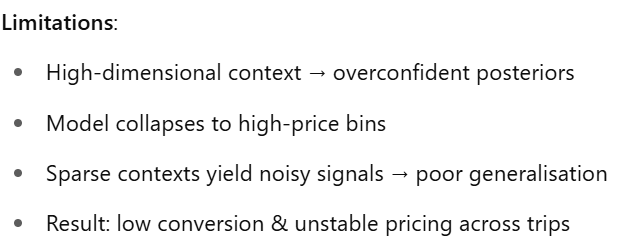 Limitations:
• High-dimensional context → overconfident posteriors
• Model collapses to high-price bins
• Sparse contexts yield noisy signals → poor generalisation
• Result: low conversion & unstable pricing across trips